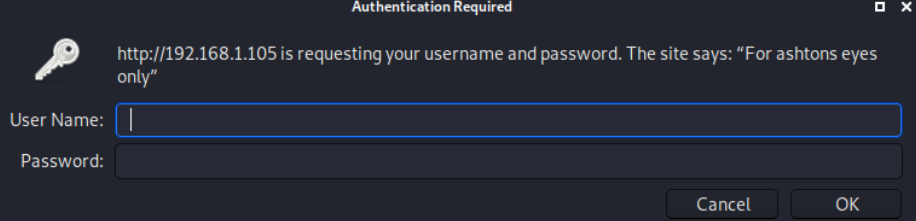 Authentication Required
http://192.168.1.105 is requesting your username and password. The site says: “For ashtons eyes
only”
User Name:
Password:
Cancel OK